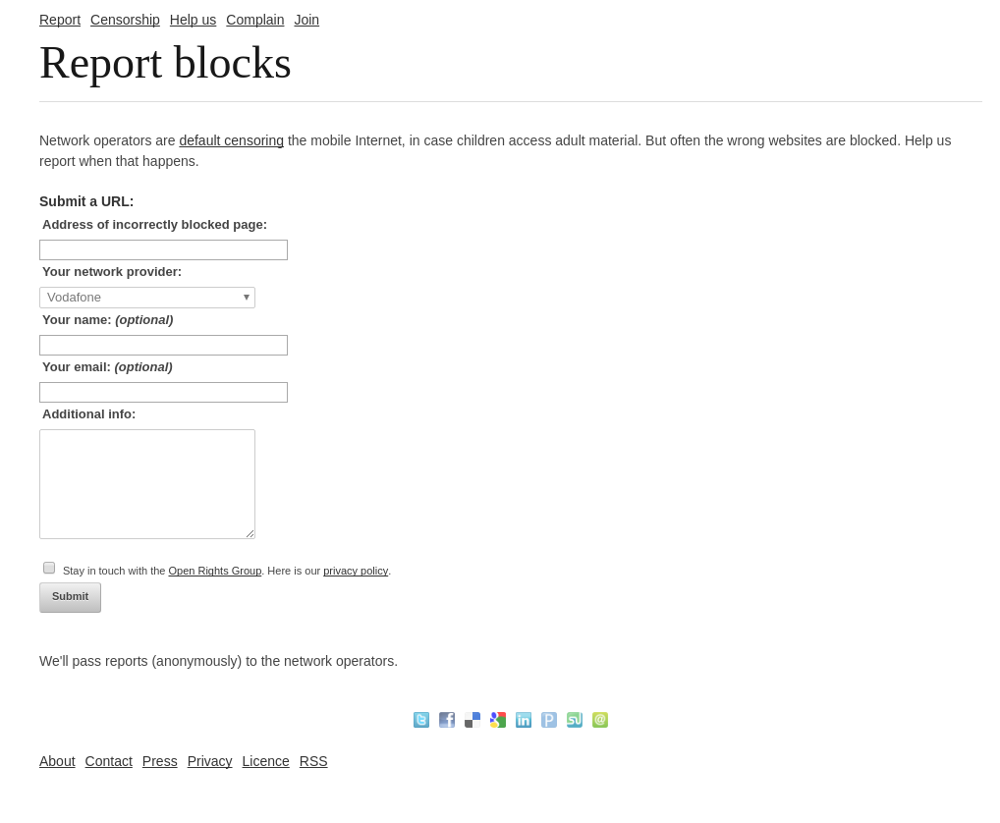 Report Censorship Help us Complain Join
Report blocks
Network operators are default censoring the mobile Internet, in case children access adult material. But often the wrong websites are blocked. Help us
report when that happens.
Submit a URL:
Address of incorrectly blocked page:
Your network provider:
Vodafone
Your name: (optional)
Your email: (optional)
Additional info:
Stay in touch with the Open Rights Group. Here is our privacy policy.
Submit
We'll pass reports (anonymously) to the network operators.
About Contact Press Privacy Licence RSS